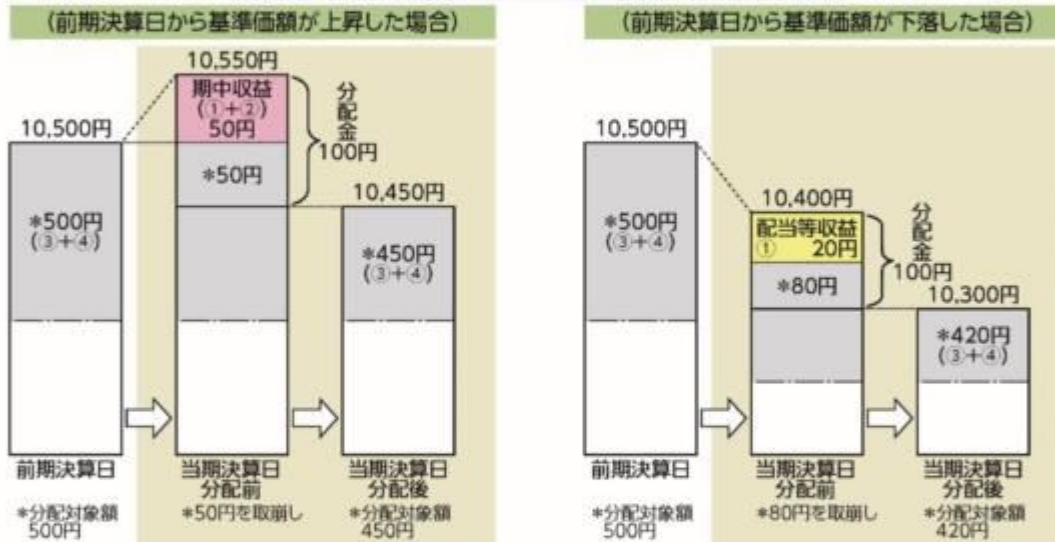 (前期決算日から基準価額が上昇した場合)
10,550円
期中収益
(①+②)
50円
分配金
100円
10,500円
*50円
10,450円
*500円
(③+④)
*450円
(③+④)
前期決算日
当期決算日
分配前
当期決算日
分配後
*分配対象額
500円
*50円を取崩し
*分配対象額
450円
(前期決算日から基準価額が下落した場合)
10,500円
10,400円
*500円
(③+④)
配当等収益
① 20円
分配金
100円
*80円
10,300円
*420円
(③+④)
前期決算日
当期決算日
分配前
当期決算日
分配後
*分配対象額
500円
*80円を取崩し
*分配対象額
420円